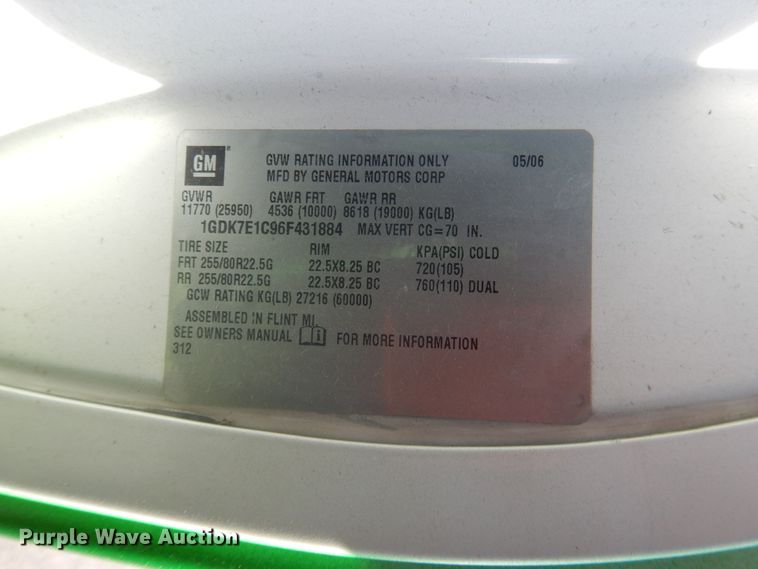 GM
GVW RATING INFORMATION ONLY 05/06
MFD BY GENERAL MOTORS CORP
GVWR GAWR FRT GAWR RR
11770 (25950) 4536 (10000) 8618 (19000) KG(LB)
1GDK7E1C96F431884 MAX VERT CG=70 IN.
TIRE SIZE RIM KPA(PSI) COLD
FRT 255/80R22.5G 22.5X8.25 BC 720(105)
RR 255/80R22.5G 22.5X8.25 BC 760(110) DUAL
GCW RATING KG(LB) 27216 (60000)
ASSEMBLED IN FLINT MI.
SEE OWNERS MANUAL i FOR MORE INFORMATION
312
Purple Wave Auction